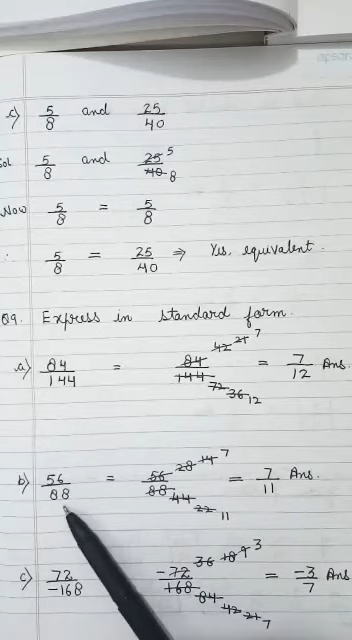 c) 5/8 and 25/40
Sol 5/8 and 25/40 5 8
Now 5/8 = 5/8
∴ 5/8 = 25/40 ⇒ Yes, equivalent.
Q9. Express in standard form.
a) 84/144 = 84/144 42 21 7 72 36 12 = 7/12 Ans.
b) 56/88 = 56/88 28 14 7 44 22 11 = 7/11 Ans.
c) 72/-168 -72/168 36 18 9 3 84 42 21 7 = -3/7 Ans